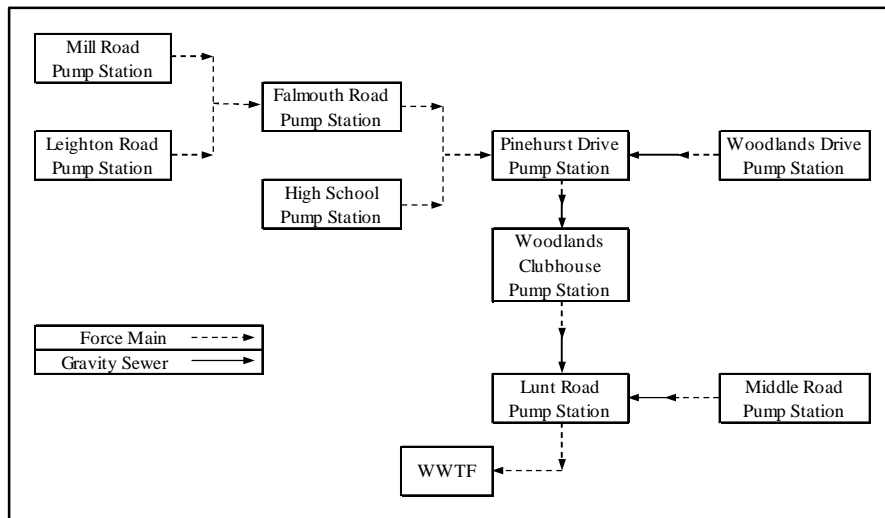 Mill Road
Pump Station
Falmouth Road
Pump Station
Leighton Road
Pump Station
Pinehurst Drive
Pump Station
Woodlands Drive
Pump Station
High School
Pump Station
Woodlands
Clubhouse
Pump Station
Force Main
Gravity Sewer
Lunt Road
Pump Station
Middle Road
Pump Station
WWTF